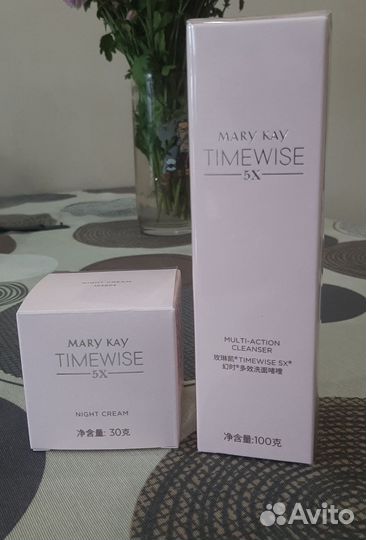 MARY KAY
TIMEWISE
5X
MULTI-ACTION
CLEANSER
玫琳凯® TIMEWISE 5X®
幻时®多效洗面啫喱
净含量:100克
NIGHT CREAM
MARY KAY
TIMEWISE
5X
NIGHT CREAM
净含量: 30克
Avito